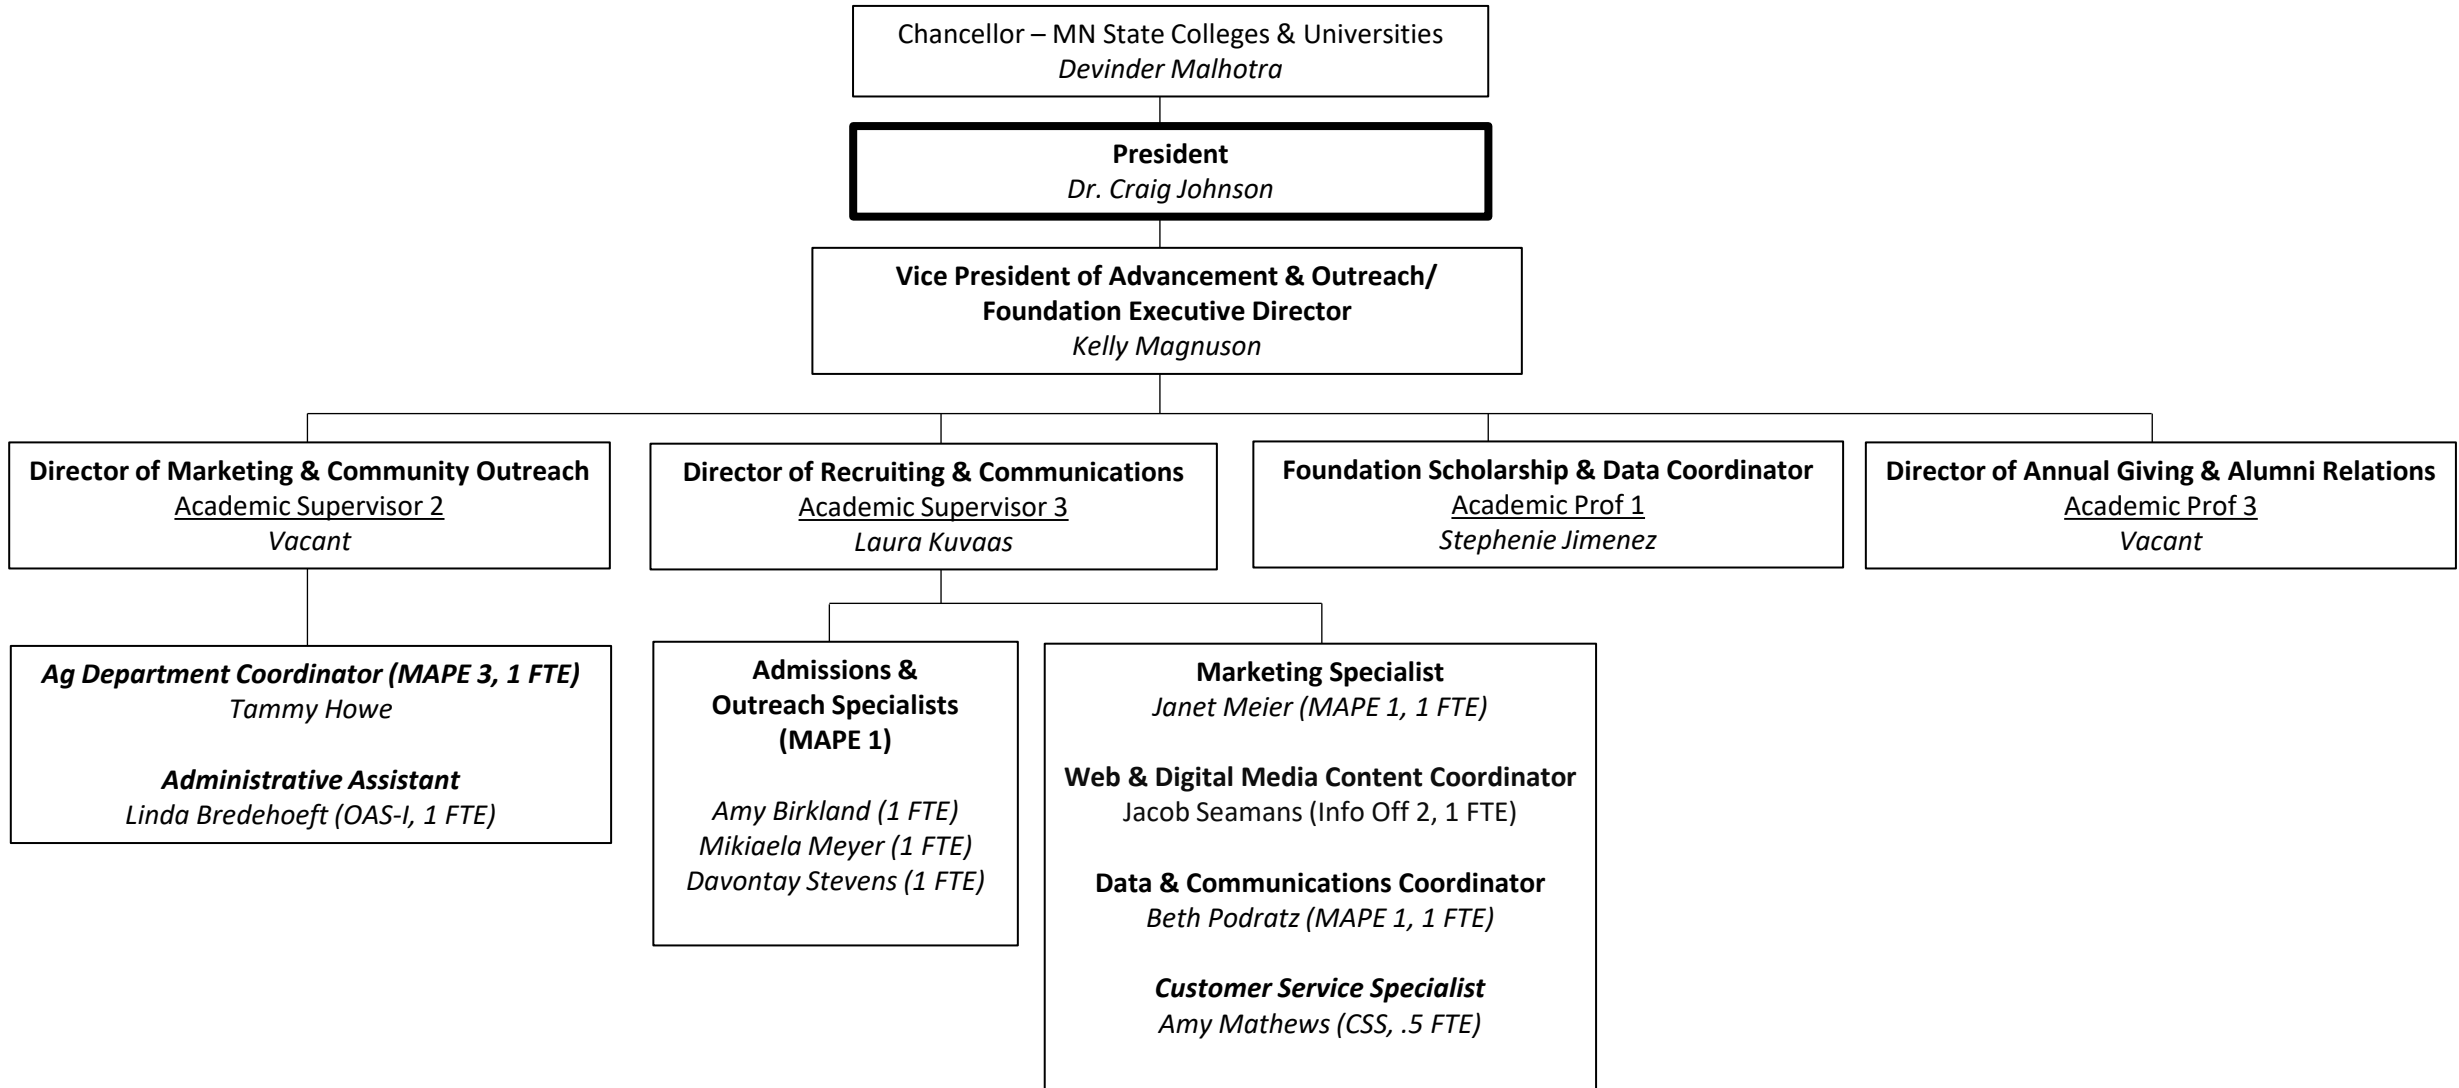 Chancellor – MN State Colleges & Universities
Devinder Malhotra
President
Dr. Craig Johnson
Vice President of Advancement & Outreach/
Foundation Executive Director
Kelly Magnuson
Director of Marketing & Community Outreach
Academic Supervisor 2
Vacant
Director of Recruiting & Communications
Academic Supervisor 3
Laura Kuvaas
Foundation Scholarship & Data Coordinator
Academic Prof 1
Stephenie Jimenez
Director of Annual Giving & Alumni Relations
Academic Prof 3
Vacant
Ag Department Coordinator (MAPE 3, 1 FTE)
Tammy Howe
Administrative Assistant
Linda Bredehoeft (OAS-I, 1 FTE)
Admissions &
Outreach Specialists
(MAPE 1)
Amy Birkland (1 FTE)
Mikiaela Meyer (1 FTE)
Davontay Stevens (1 FTE)
Marketing Specialist
Janet Meier (MAPE 1, 1 FTE)
Web & Digital Media Content Coordinator
Jacob Seamans (Info Off 2, 1 FTE)
Data & Communications Coordinator
Beth Podratz (MAPE 1, 1 FTE)
Customer Service Specialist
Amy Mathews (CSS, .5 FTE)